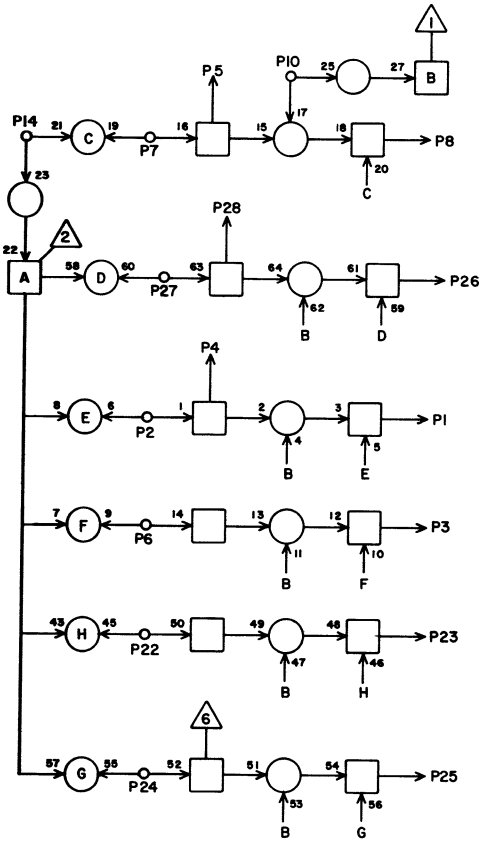 1
P5
P10
25
27
B
17
P14
21
C
19
P7
16
15
18
P8
20
C
23
2
P28
22
A
58
D
60
P27
63
64
61
P26
62
59
B
D
P4
8
E
6
P2
1
2
3
P1
4
5
B
E
7
F
9
P6
14
13
12
P3
11
10
B
F
43
H
45
P22
50
49
48
P23
47
46
B
H
6
57
G
55
P24
52
51
54
P25
53
56
B
G